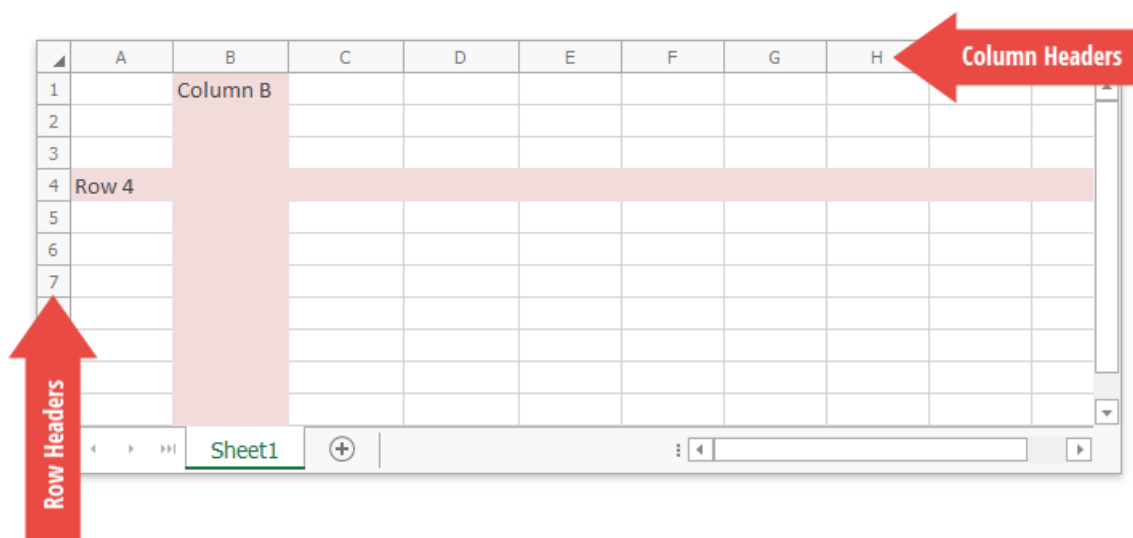 A B C D E F G H Column Headers
1 Column B
2
3
4 Row 4
5
6
7
Row Headers
Sheet1